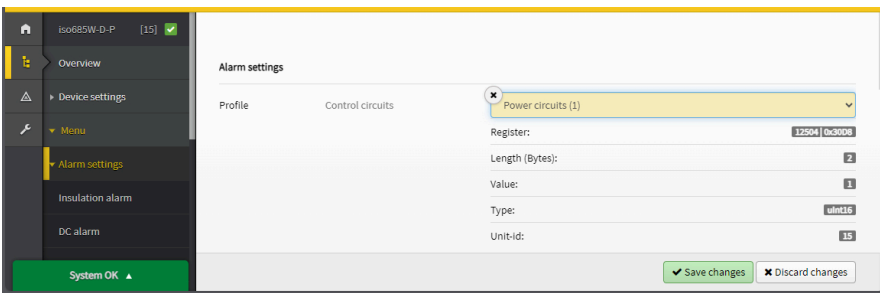 iso685W-D-P [15]
Overview
Device settings
Menu
Alarm settings
Insulation alarm
DC alarm
System OK
Alarm settings
Profile Control circuits Power circuits (1)
Register: 12504 | 0x30D8
Length (Bytes): 2
Value: 1
Type: uInt16
Unit-id: 15
Save changes Discard changes